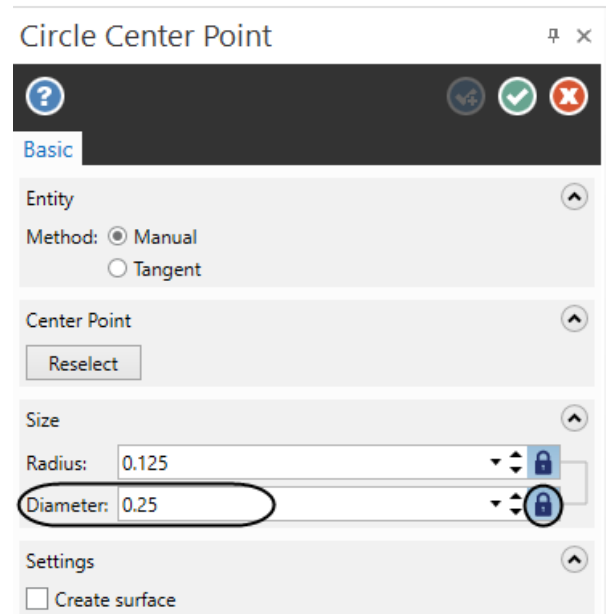 Circle Center Point
?
Basic
Entity
Method: Manual
Tangent
Center Point
Reselect
Size
Radius: 0.125
Diameter: 0.25
Settings
Create surface